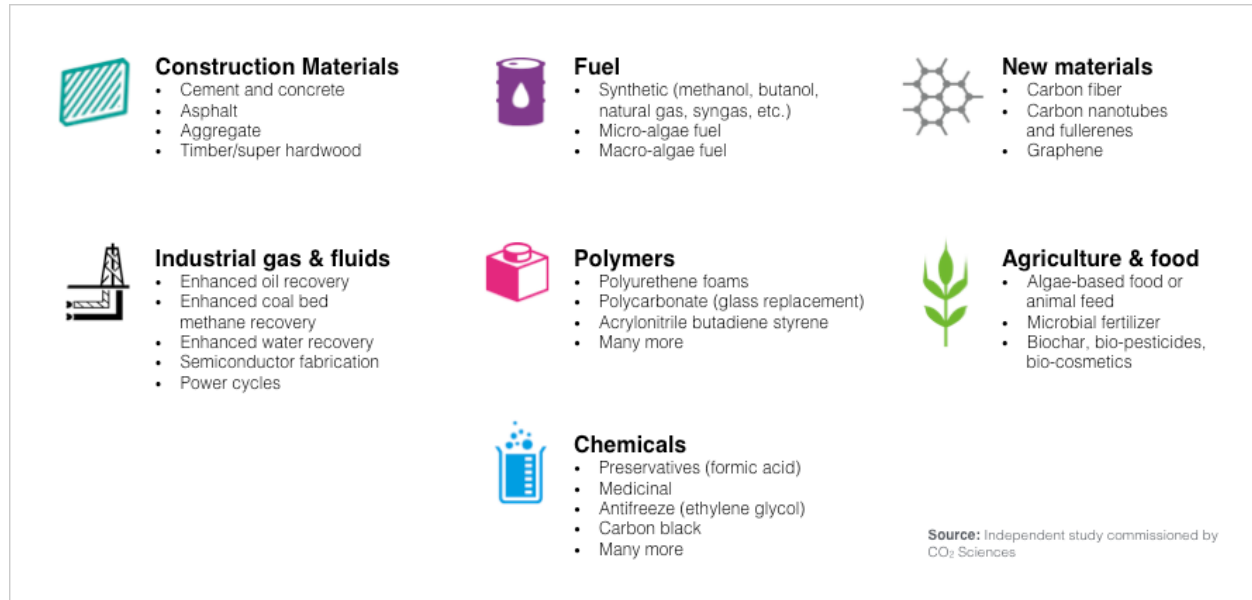 Construction Materials
• Cement and concrete
• Asphalt
• Aggregate
• Timber/super hardwood
Fuel
• Synthetic (methanol, butanol,
natural gas, syngas, etc.)
• Micro-algae fuel
• Macro-algae fuel
New materials
• Carbon fiber
• Carbon nanotubes
and fullerenes
• Graphene
Industrial gas & fluids
• Enhanced oil recovery
• Enhanced coal bed
methane recovery
• Enhanced water recovery
• Semiconductor fabrication
• Power cycles
Polymers
• Polyurethene foams
• Polycarbonate (glass replacement)
• Acrylonitrile butadiene styrene
• Many more
Agriculture & food
• Algae-based food or
animal feed
• Microbial fertilizer
• Biochar, bio-pesticides,
bio-cosmetics
Chemicals
• Preservatives (formic acid)
• Medicinal
• Antifreeze (ethylene glycol)
• Carbon black
• Many more
Source: Independent study commissioned by
CO₂ Sciences